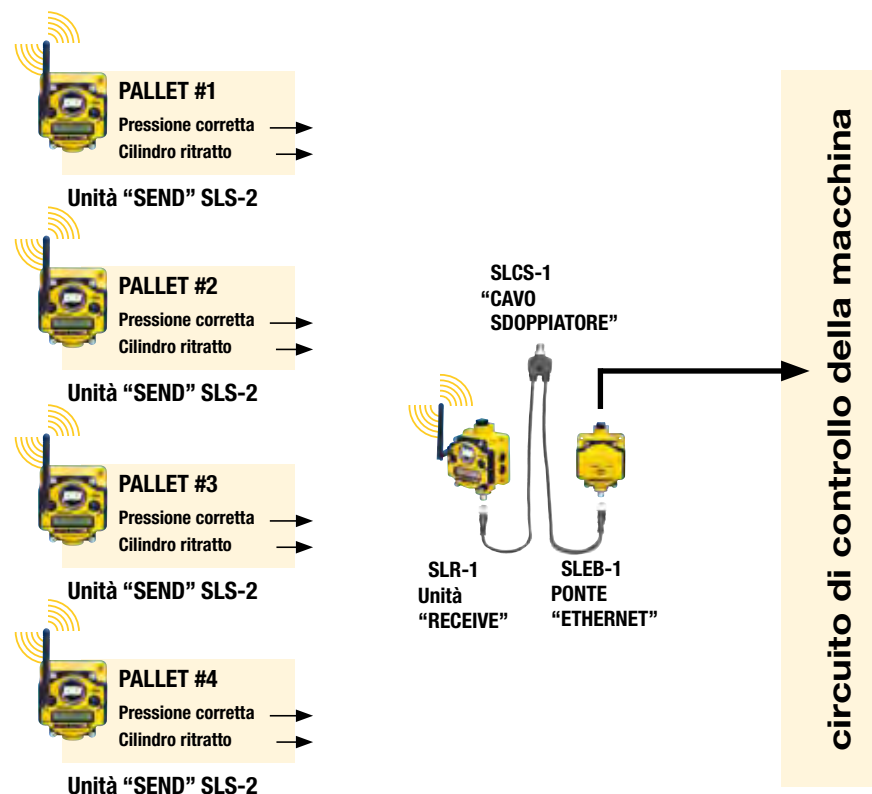 PALLET #1
Pressione corretta
Cilindro ritratto
Unità “SEND” SLS-2
PALLET #2
Pressione corretta
Cilindro ritratto
Unità “SEND” SLS-2
PALLET #3
Pressione corretta
Cilindro ritratto
Unità “SEND” SLS-2
PALLET #4
Pressione corretta
Cilindro ritratto
Unità “SEND” SLS-2
SLCS-1
“CAVO
SDOPPIATORE”
SLR-1
Unità
“RECEIVE”
SLEB-1
PONTE
“ETHERNET”
circuito di controllo della macchina